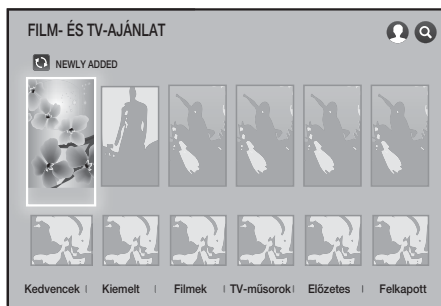 FILM- ÉS TV-AJÁNLAT
NEWLY ADDED
Kedvencek | Kiemelt | Filmek | TV-műsorok | Előzetes | Felkapott